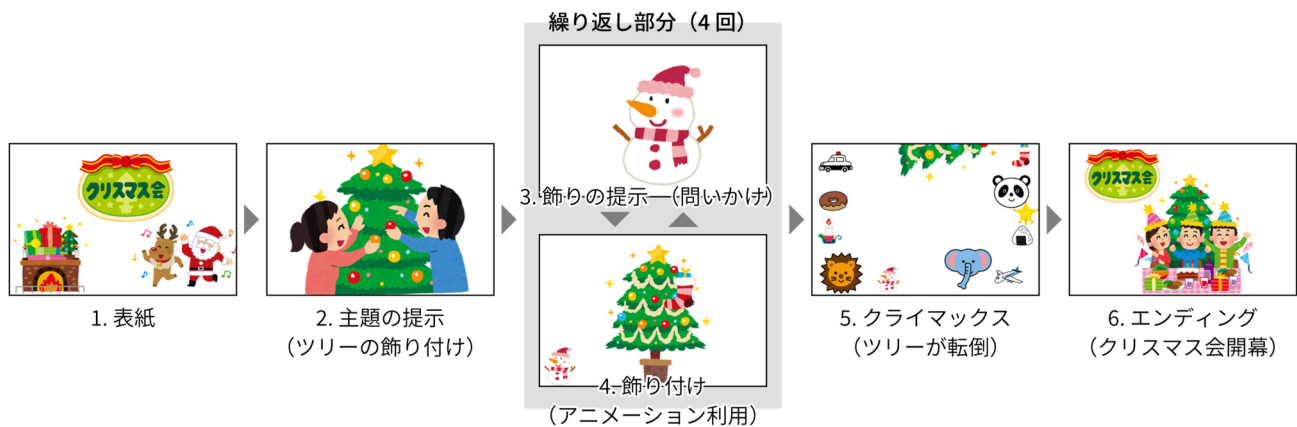 繰り返し部分（4 回）
クリスマス会
1. 表紙
2. 主題の提示
（ツリーの飾り付け）
3. 飾りの提示―（問いかけ）
4. 飾り付け
（アニメーション利用）
5. クライマックス
（ツリーが転倒）
クリスマス会
6. エンディング
（クリスマス会開幕）